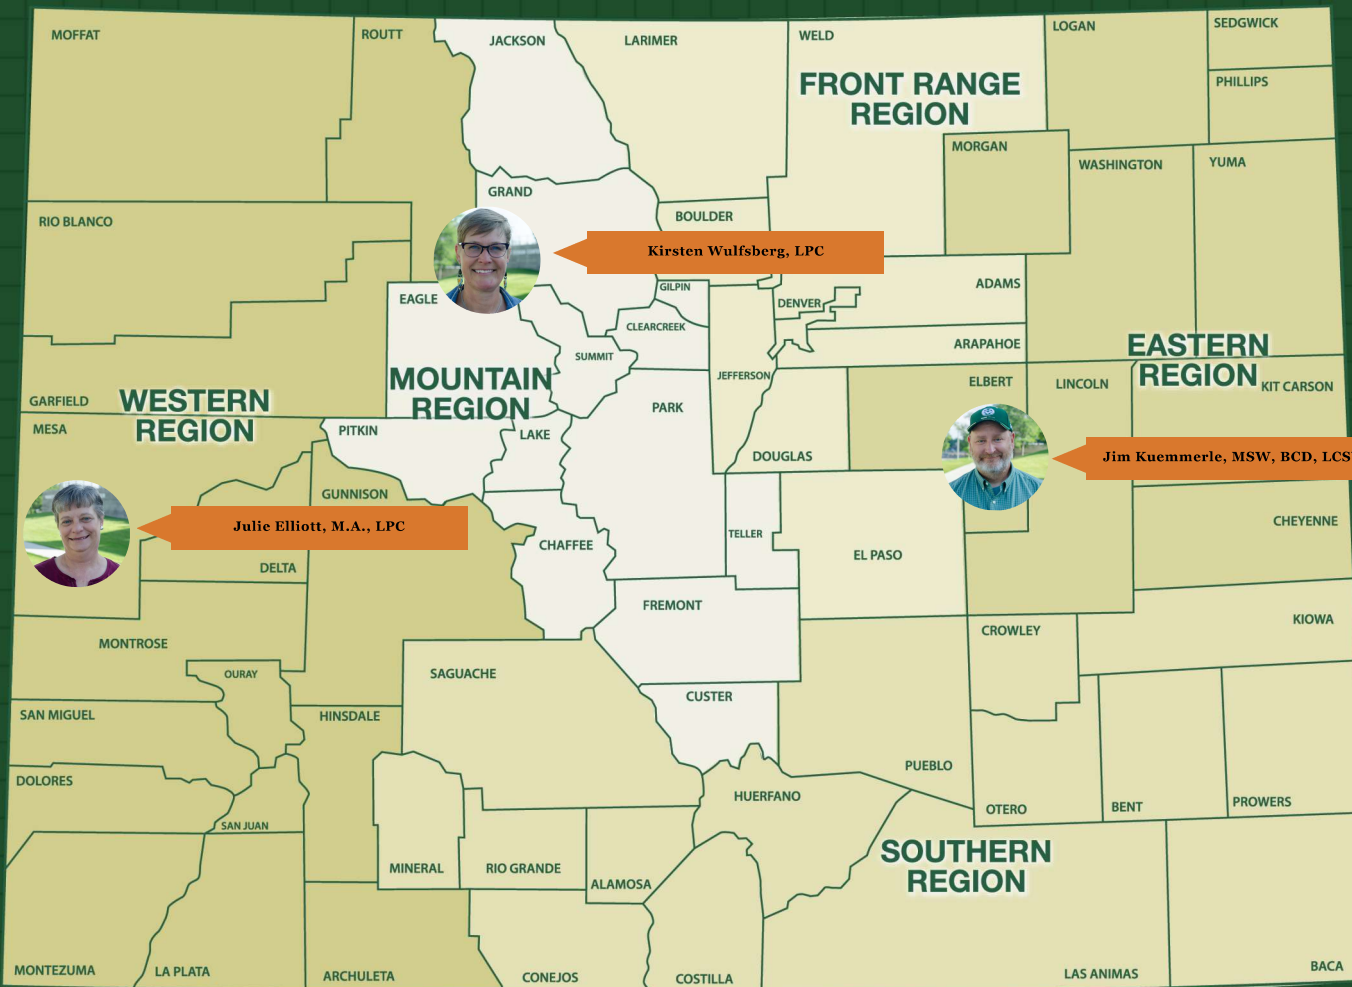 MOFFAT
ROUTT
JACKSON
LARIMER
WELD
LOGAN
SEDGWICK
PHILLIPS
FRONT RANGE
REGION
MORGAN
WASHINGTON
YUMA
GRAND
RIO BLANCO
BOULDER
Kirsten Wulfsberg, LPC
EAGLE
GILPIN
DENVER
ADAMS
CLEARCREEK
SUMMIT
ARAPAHOE
EASTERN
REGION
JEFFERSON
ELBERT
LINCOLN
KIT CARSON
MOUNTAIN
REGION
GARFIELD
WESTERN
REGION
PARK
MESA
PITKIN
LAKE
DOUGLAS
Jim Kuemmerle, MSW, BCD, LCS
GUNNISON
Julie Elliott, M.A., LPC
CHEYENNE
TELLER
CHAFFEE
EL PASO
DELTA
FREMONT
KIOWA
CROWLEY
MONTROSE
OURAY
SAGUACHE
CUSTER
SAN MIGUEL
HINSDALE
PUEBLO
DOLORES
HUERFANO
OTERO
BENT
PROWERS
SAN JUAN
SOUTHERN
REGION
MINERAL
RIO GRANDE
ALAMOSA
MONTEZUMA
LA PLATA
ARCHULETA
CONEJOS
COSTILLA
LAS ANIMAS
BACA